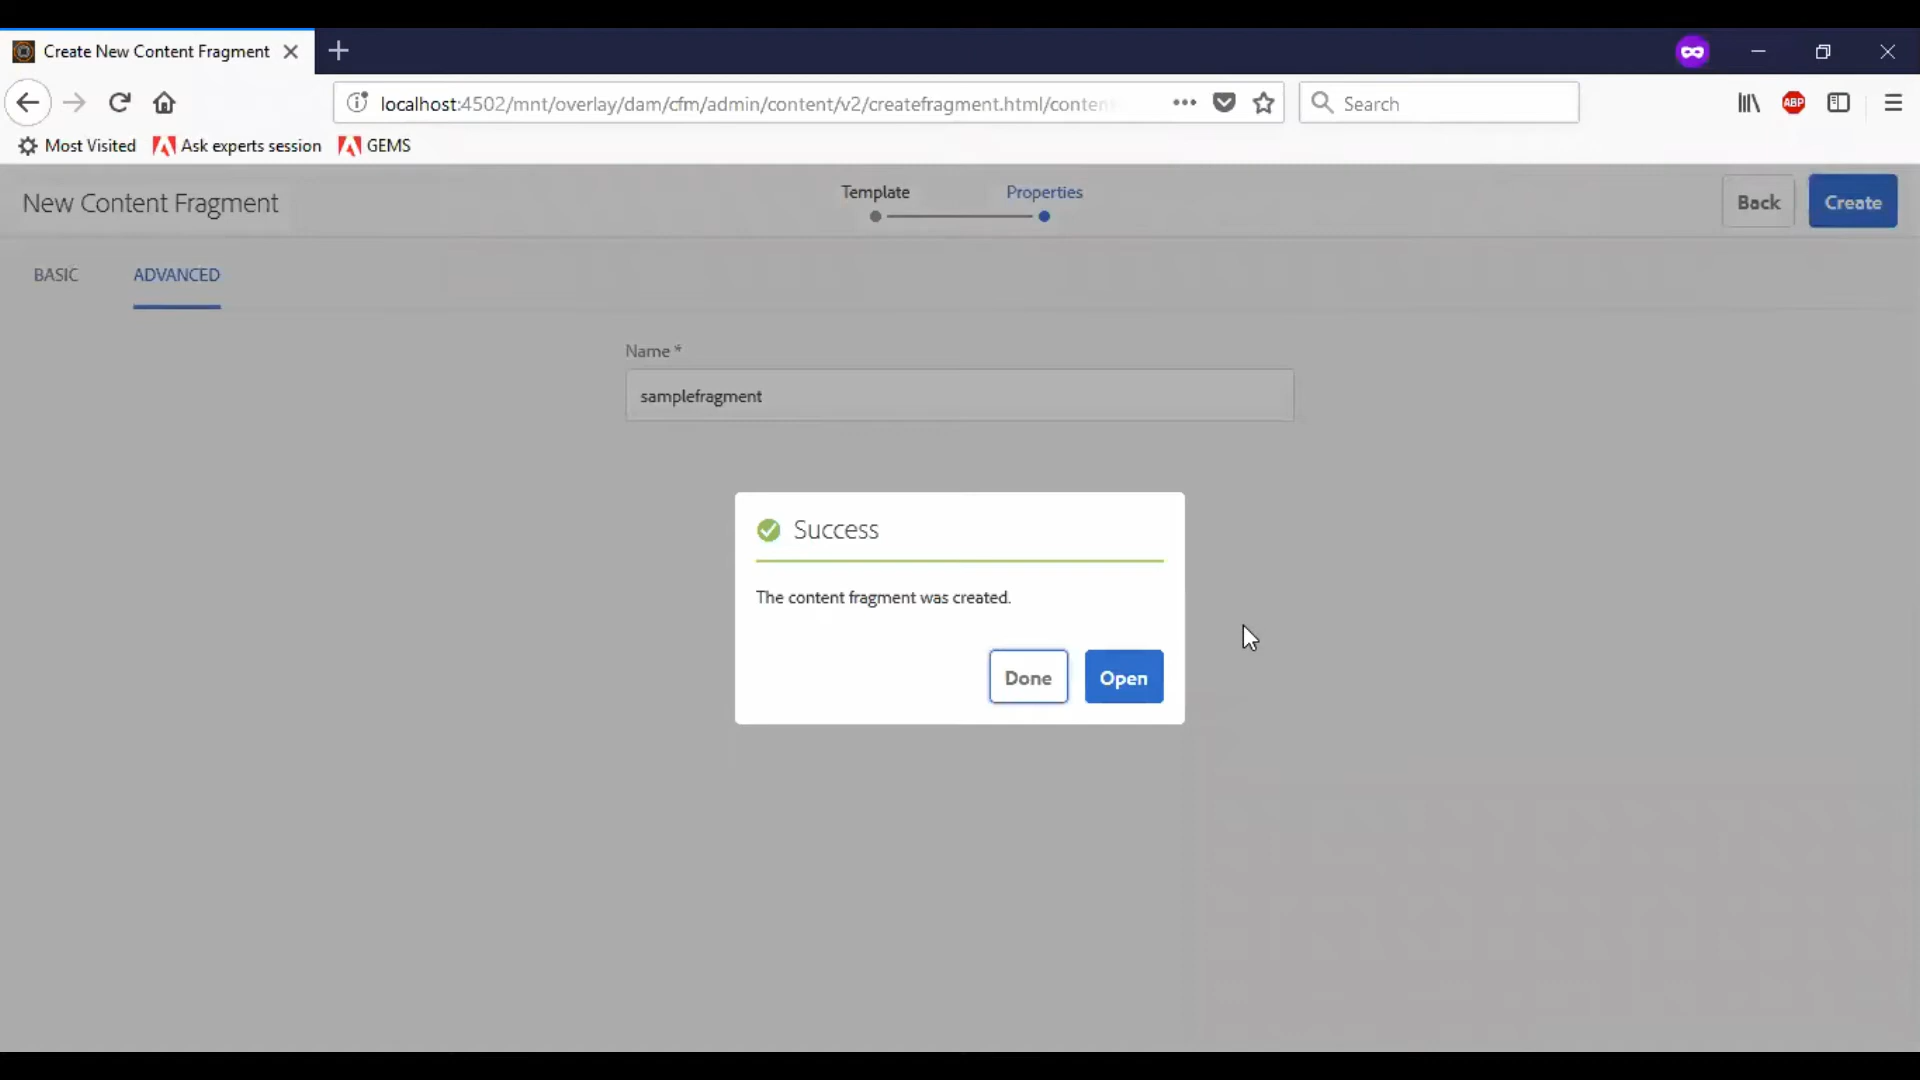 Create New Content Fragment
localhost:4502/mnt/overlay/dam/cfm/admin/content/v2/createfragment.html/conten
Search
ABP
Most Visited Ask experts session GEMS
New Content Fragment
Template Properties
Back Create
BASIC ADVANCED
Name *
samplefragment
Success
The content fragment was created.
Done Open